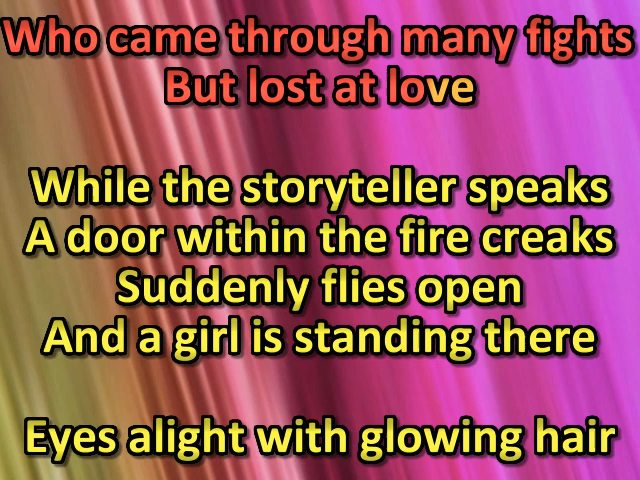 Who came through many fights
But lost at love
While the storyteller speaks
A door within the fire creaks
Suddenly flies open
And a girl is standing there
Eyes alight with glowing hair